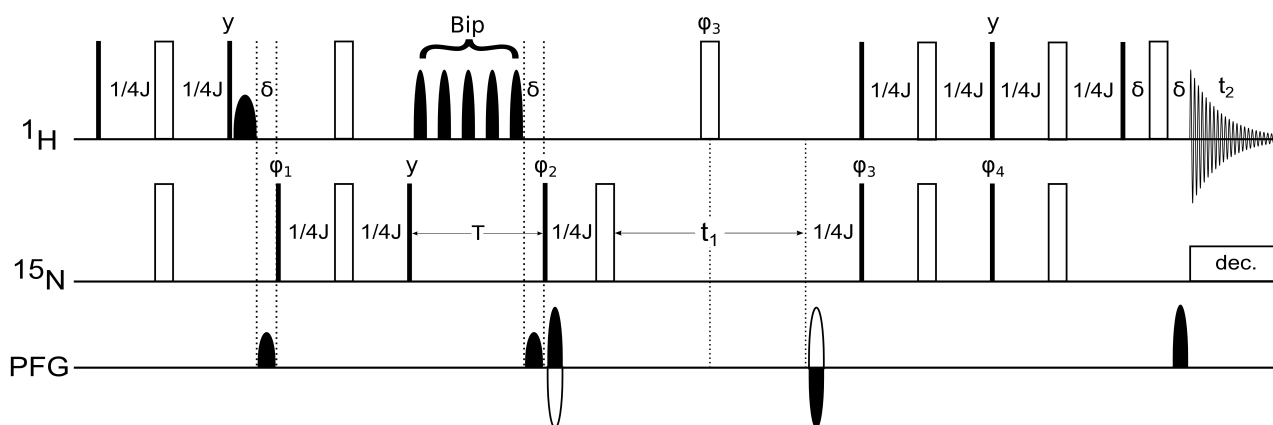 Bip
y φ3 y
1/4J 1/4J δ δ 1/4J 1/4J 1/4J 1/4J δ δ t2
1H
φ1 y φ2 φ3 φ4
1/4J 1/4J T 1/4J t1 1/4J
15N dec.
PFG